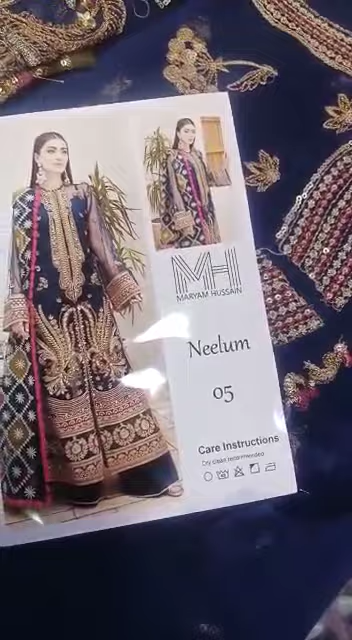 MH
MARYAM HUSSAIN
Neelum
05
Care Instructions
Dry clean recommended